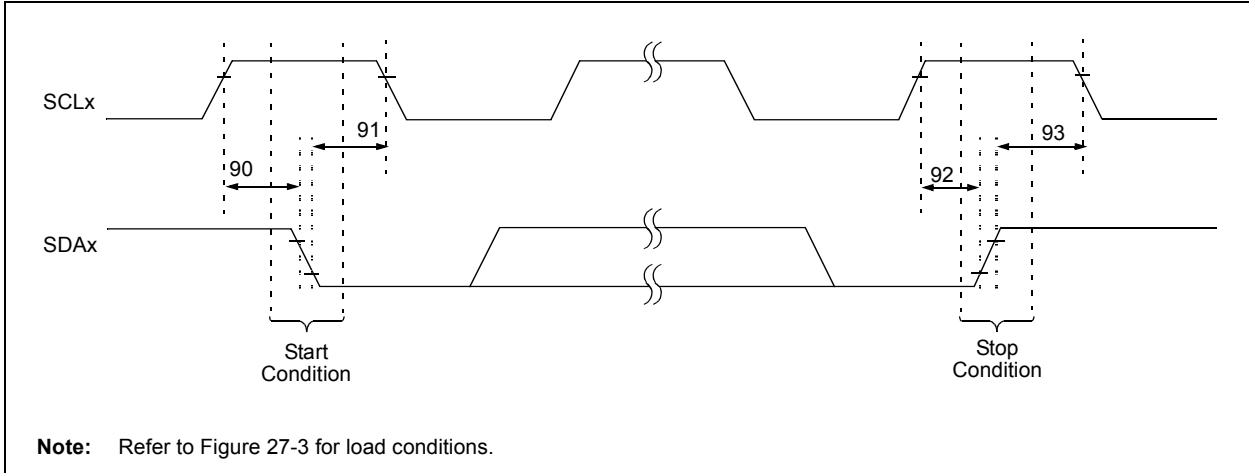 SCLx
91
93
90
92
SDAx
Start
Condition
Stop
Condition
Note: Refer to Figure 27-3 for load conditions.